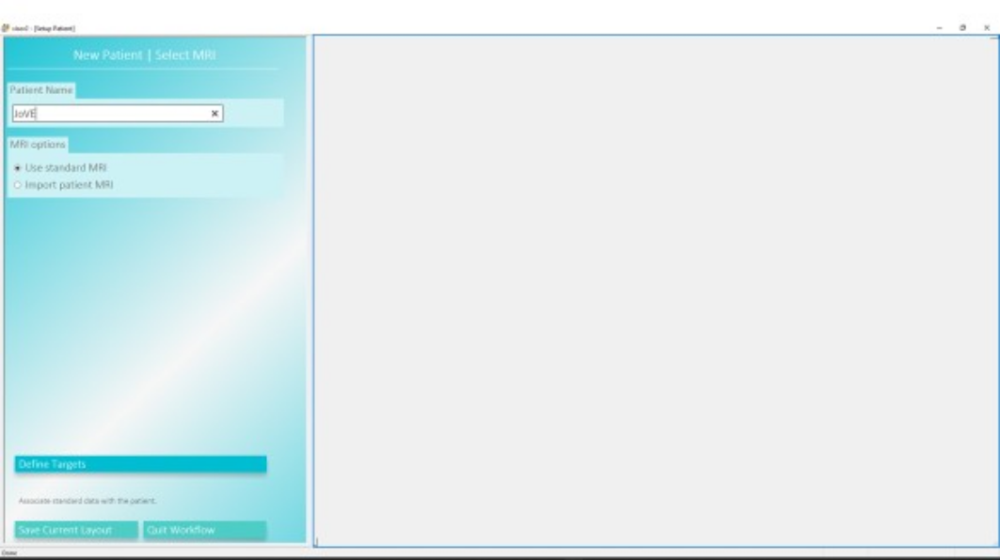 visor2 - [Setup Patient]
New Patient | Select MRI
Patient Name
JoVE
MRI options
Use standard MRI
Import patient MRI
Define Targets
Associate standard data with the patient.
Save Current Layout
Quit Workflow
Done